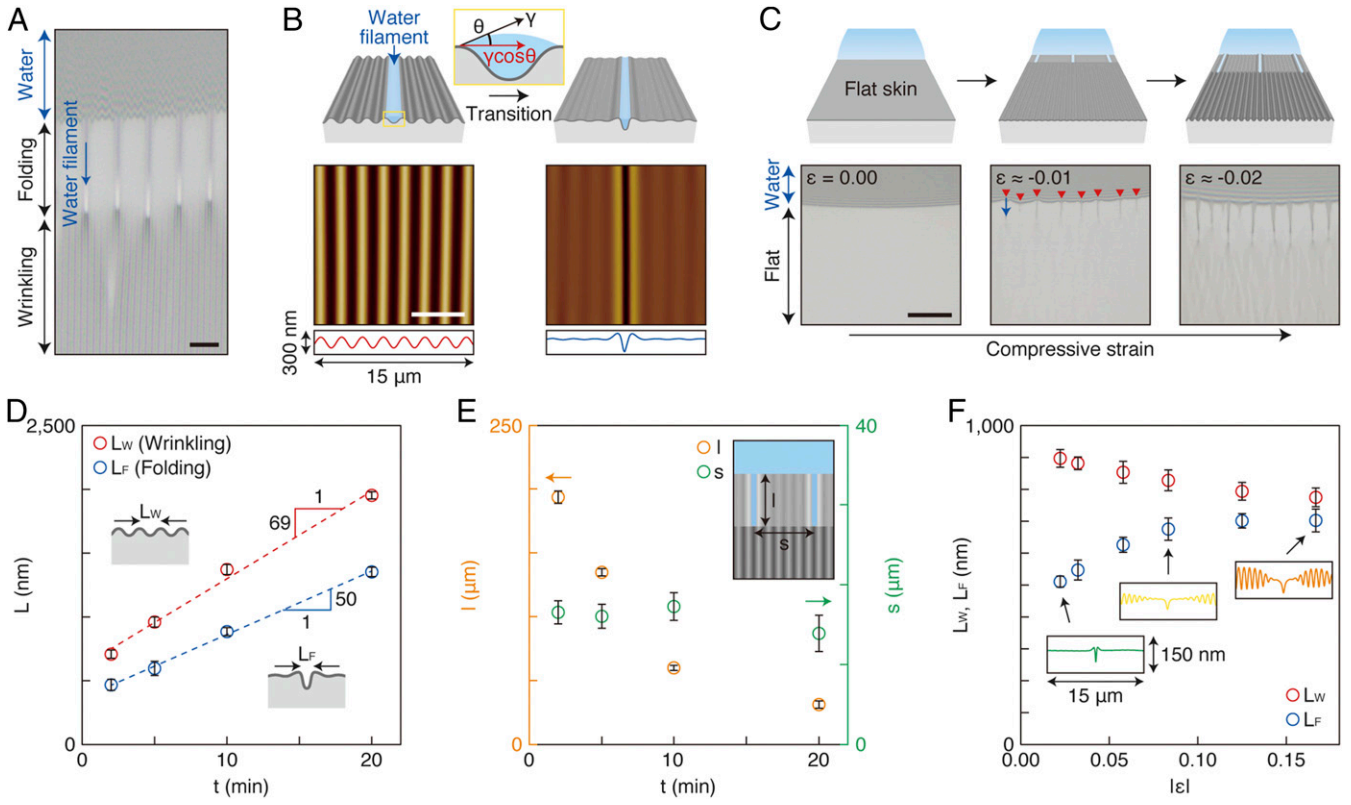 A
Water
Folding
Water filament
Wrinkling
B
Water
filament
θ
γ
γcosθ
Transition
300 nm
15 μm
C
Flat skin
Water
Flat
ε = 0.00
ε ≈ -0.01
ε ≈ -0.02
Compressive strain
D
2,500
Lw (Wrinkling)
LF (Folding)
Lw
1
69
50
1
LF
L (nm)
0
0
10
20
t (min)
E
250
40
l
s
l
s
l (μm)
s (μm)
0
0
0
10
20
t (min)
F
1,000
Lw, LF (nm)
150 nm
15 μm
Lw
LF
0
0.00
0.05
0.10
0.15
|ε|